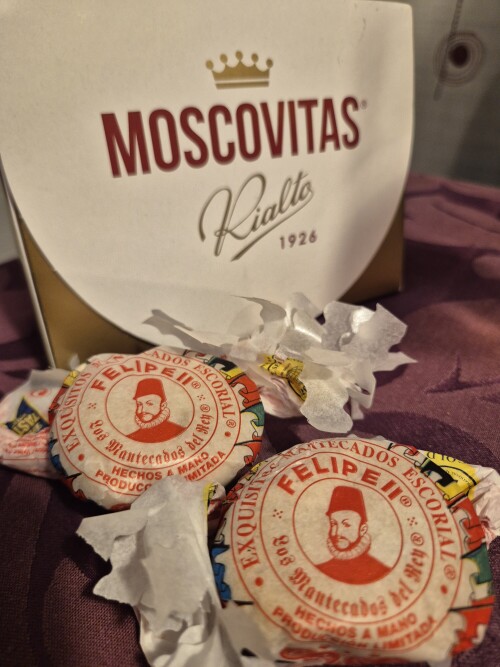 MOSCOVITAS®
Rialto
1926
EXQUISITOS MANTECADOS ESCORIAL®
FELIPE II®
Los Mantecados del Rey®
HECHOS A MANO
PRODUCCIÓN LIMITADA
EXQUISITOS MANTECADOS ESCORIAL®
FELIPE II®
Los Mantecados del Rey®
HECHOS A MANO
PRODUCCIÓN LIMITADA